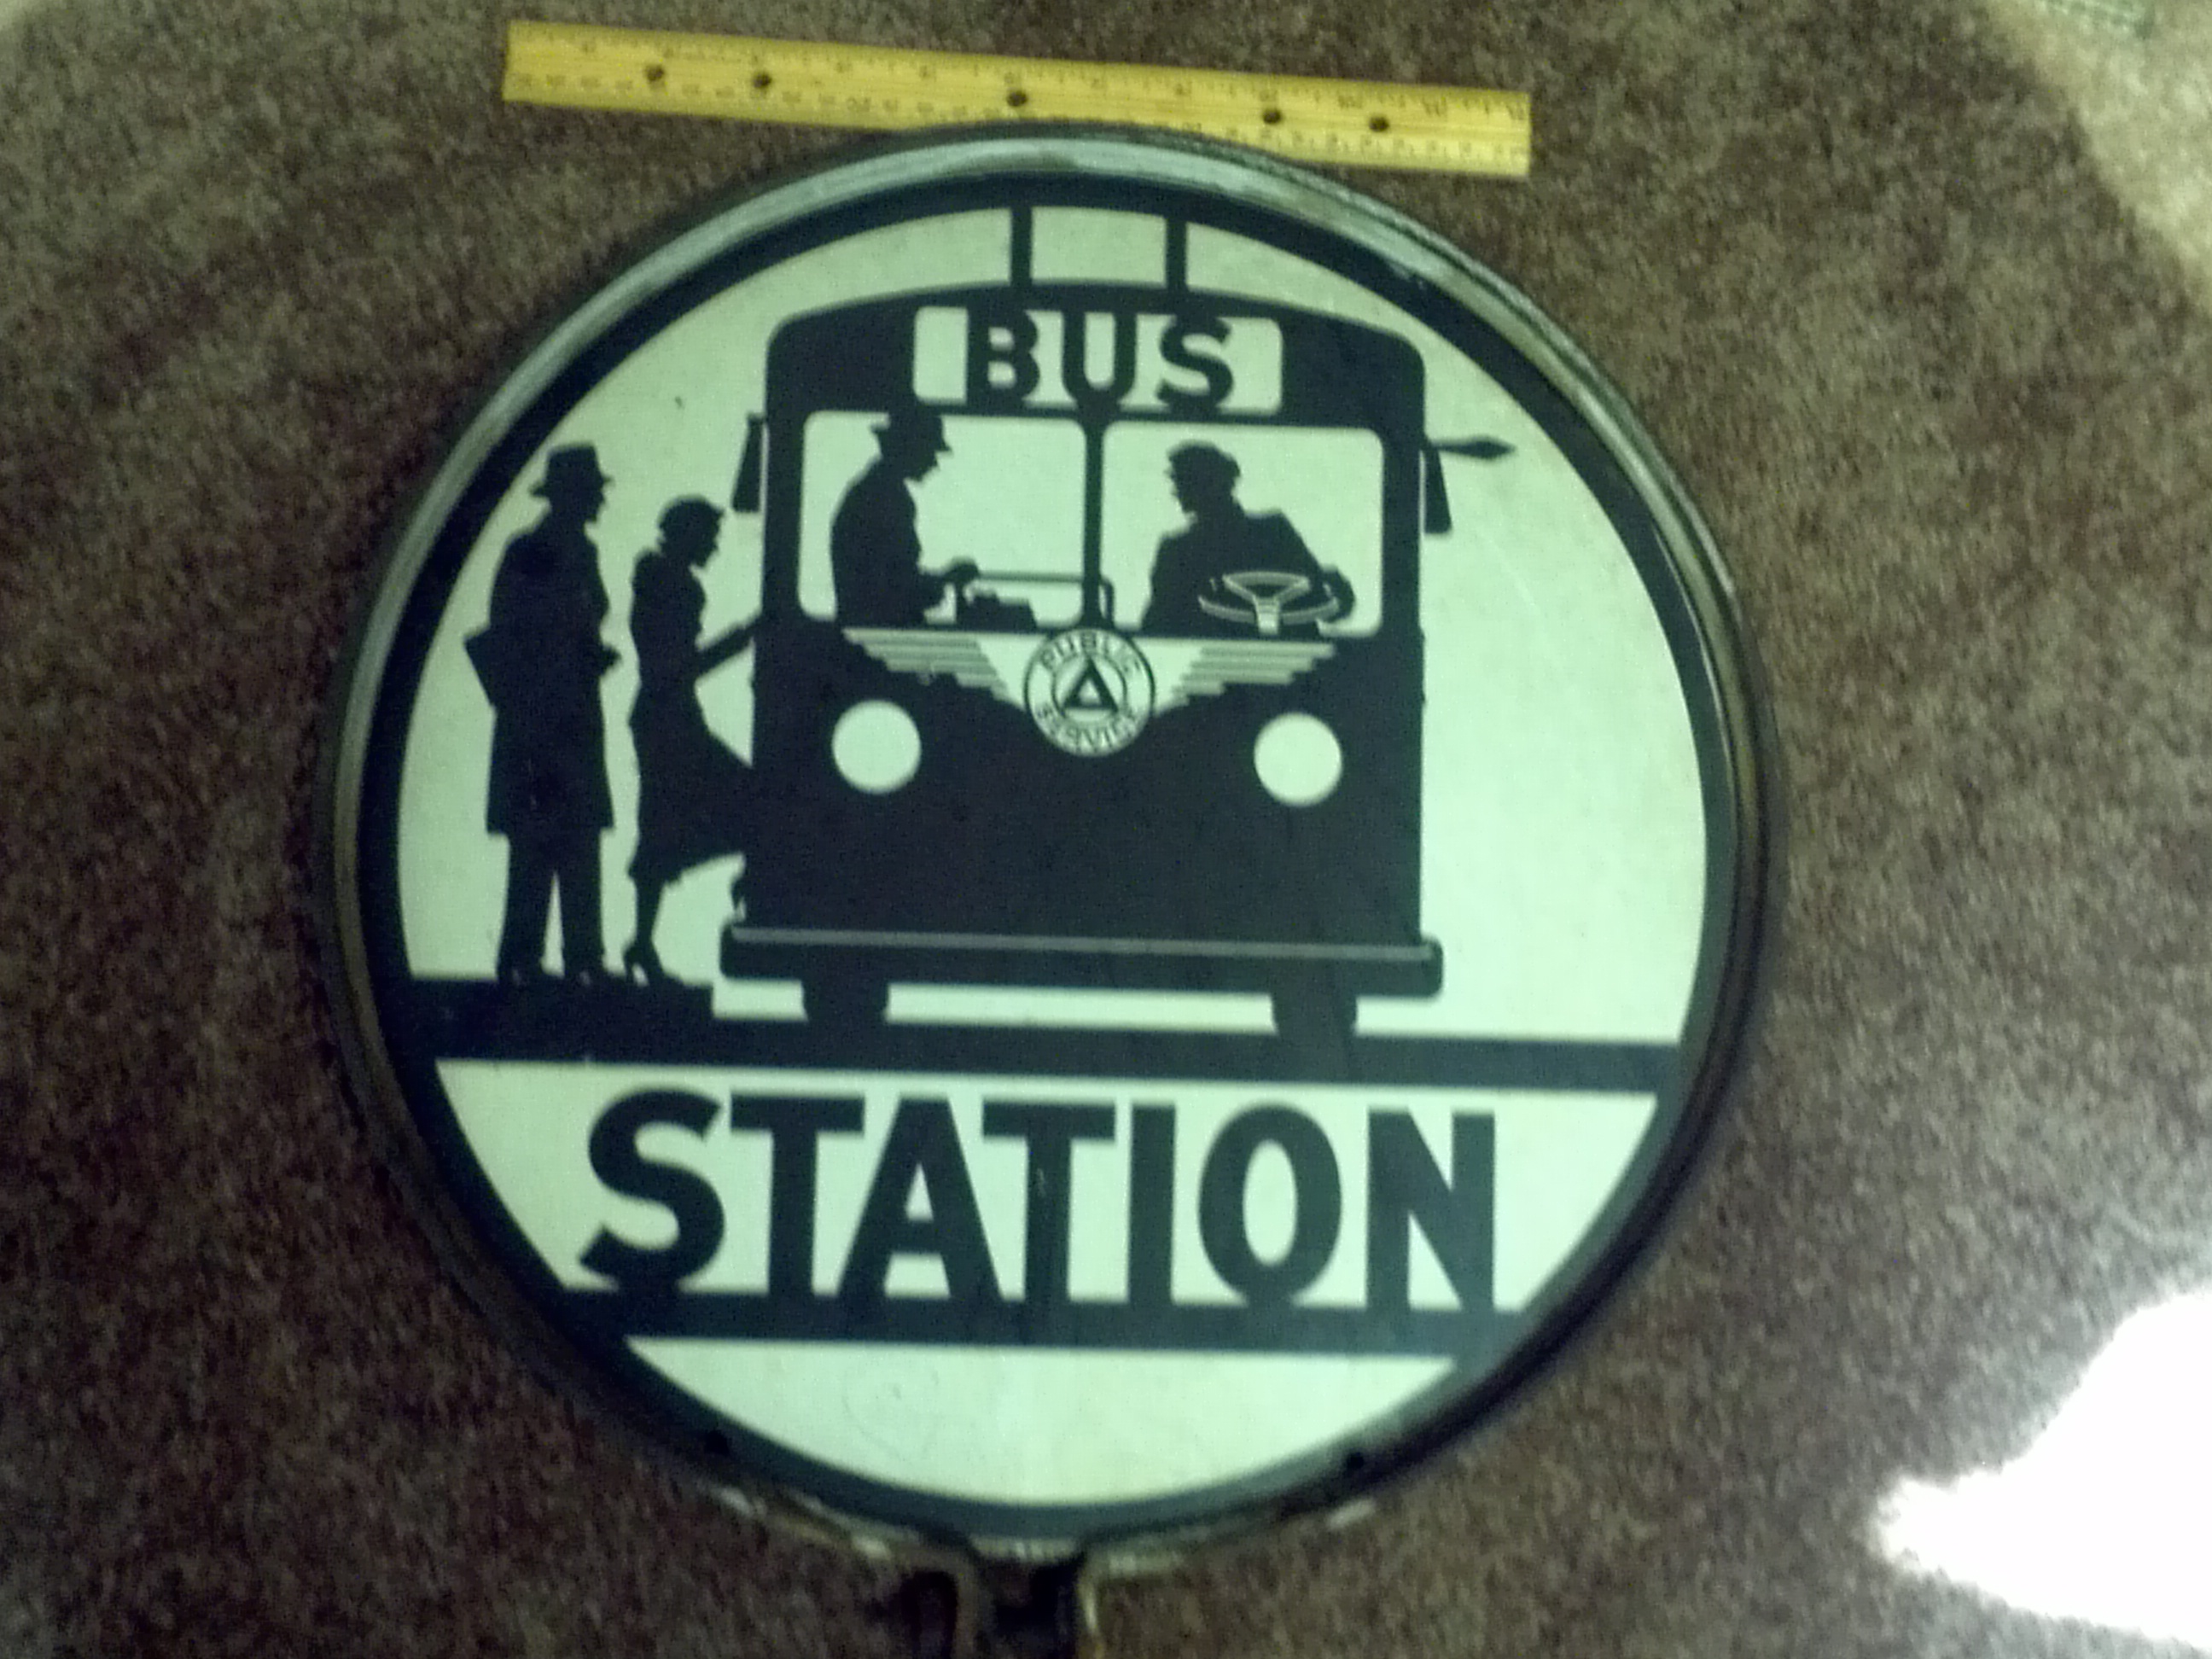 BUS
PUBLIC
SERVICE
STATION